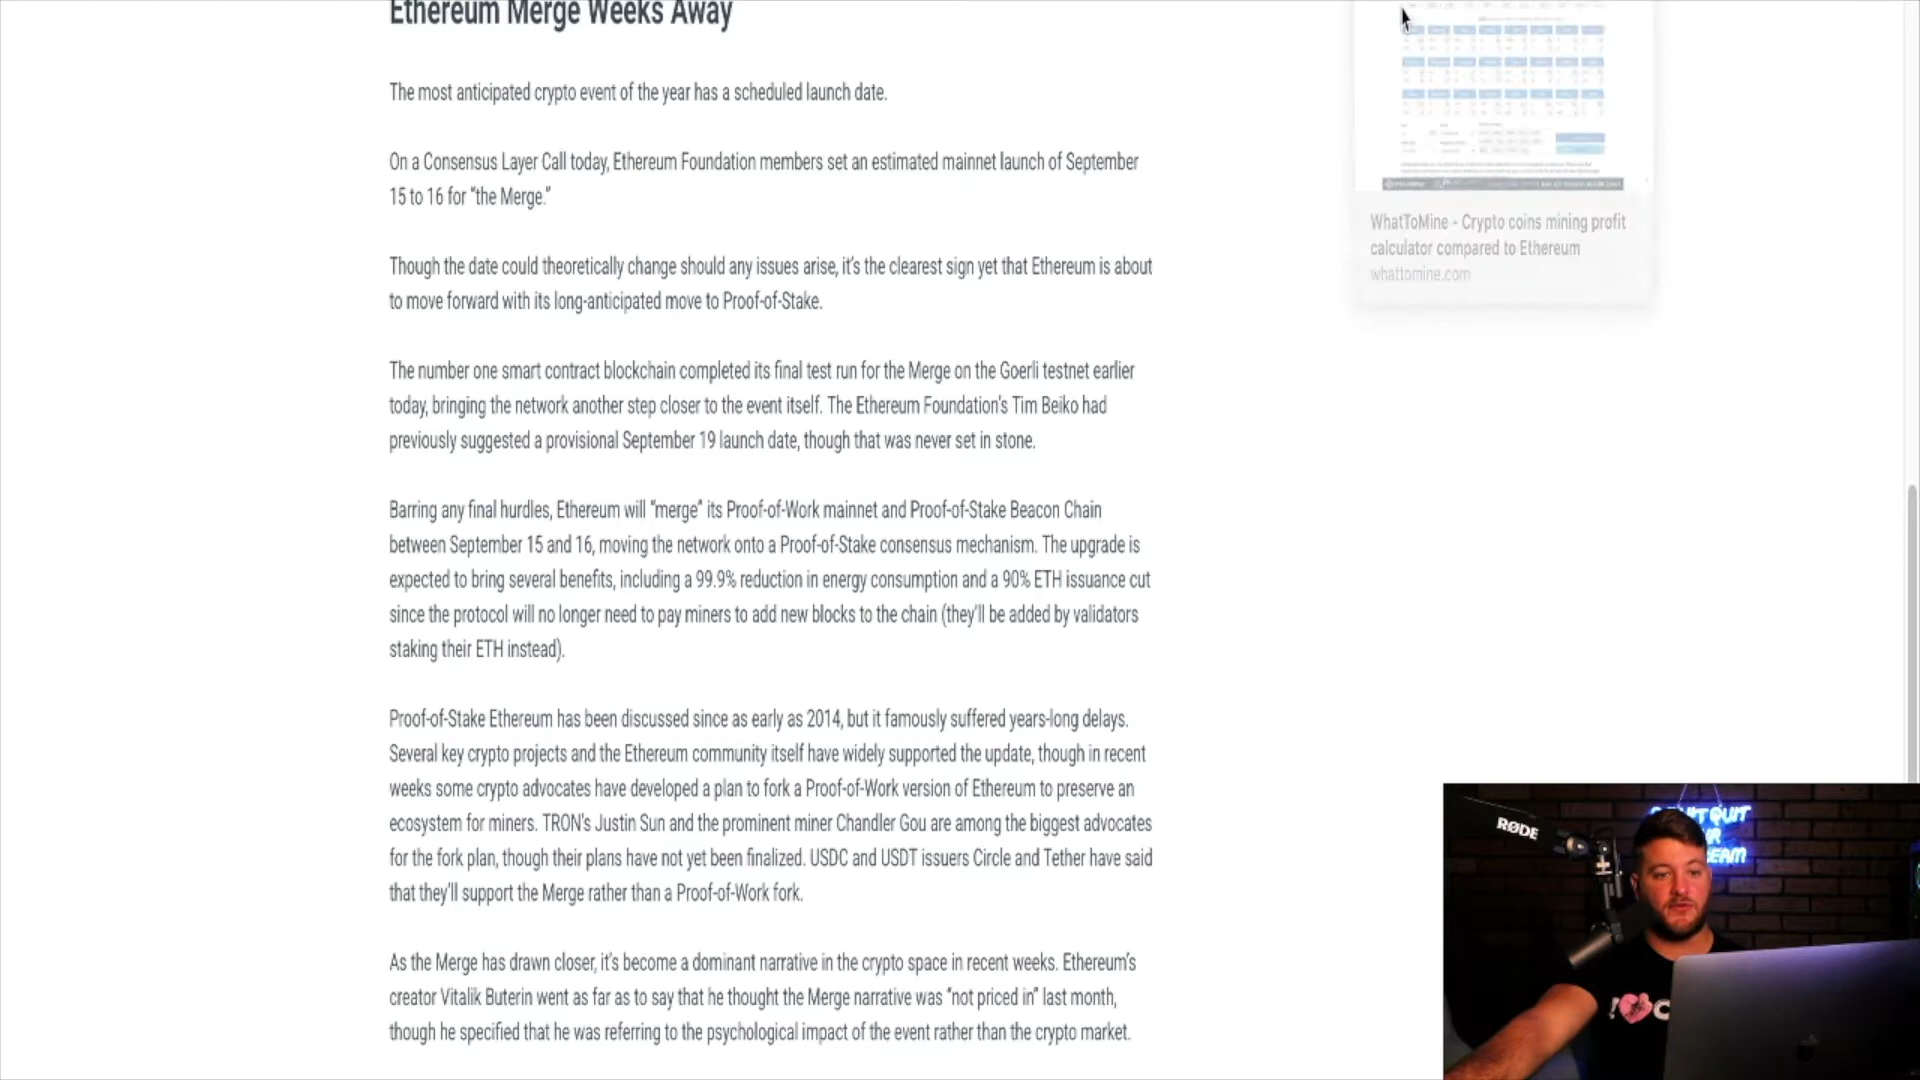 Ethereum Merge Weeks Away
The most anticipated crypto event of the year has a scheduled launch date.
On a Consensus Layer Call today, Ethereum Foundation members set an estimated mainnet launch of September
15 to 16 for “the Merge.”
Though the date could theoretically change should any issues arise, it’s the clearest sign yet that Ethereum is about
to move forward with its long-anticipated move to Proof-of-Stake.
The number one smart contract blockchain completed its final test run for the Merge on the Goerli testnet earlier
today, bringing the network another step closer to the event itself. The Ethereum Foundation’s Tim Beiko had
previously suggested a provisional September 19 launch date, though that was never set in stone.
Barring any final hurdles, Ethereum will “merge” its Proof-of-Work mainnet and Proof-of-Stake Beacon Chain
between September 15 and 16, moving the network onto a Proof-of-Stake consensus mechanism. The upgrade is
expected to bring several benefits, including a 99.9% reduction in energy consumption and a 90% ETH issuance cut
since the protocol will no longer need to pay miners to add new blocks to the chain (they’ll be added by validators
staking their ETH instead).
Proof-of-Stake Ethereum has been discussed since as early as 2014, but it famously suffered years-long delays.
Several key crypto projects and the Ethereum community itself have widely supported the update, though in recent
weeks some crypto advocates have developed a plan to fork a Proof-of-Work version of Ethereum to preserve an
ecosystem for miners. TRON’s Justin Sun and the prominent miner Chandler Gou are among the biggest advocates
for the fork plan, though their plans have not yet been finalized. USDC and USDT issuers Circle and Tether have said
that they’ll support the Merge rather than a Proof-of-Work fork.
As the Merge has drawn closer, it’s become a dominant narrative in the crypto space in recent weeks. Ethereum’s
creator Vitalik Buterin went as far as to say that he thought the Merge narrative was “not priced in” last month,
though he specified that he was referring to the psychological impact of the event rather than the crypto market.
WhatToMine - Crypto coins mining profit
calculator compared to Ethereum
whattomine.com
RØDE
QUIT